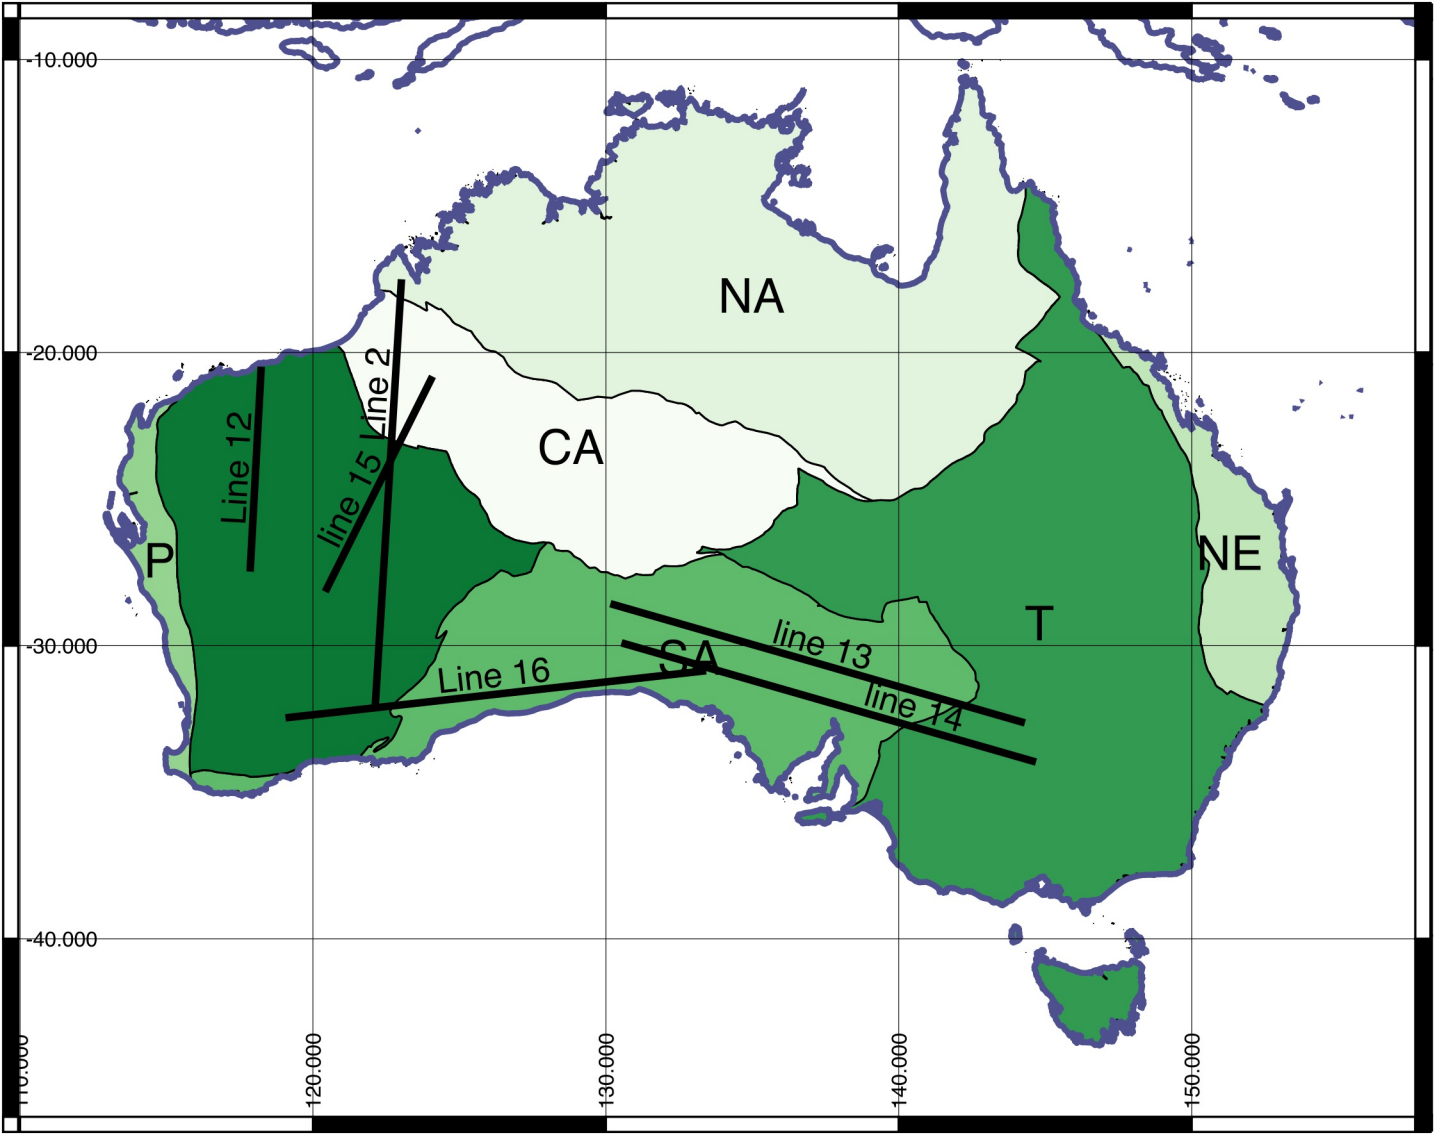 -10.000
NA
-20.000
Line 2
Line 12
CA
line 15
P
NE
T
line 13
-30.000
SA
Line 16
line 14
-40.000
110.000
120.000
130.000
140.000
150.000